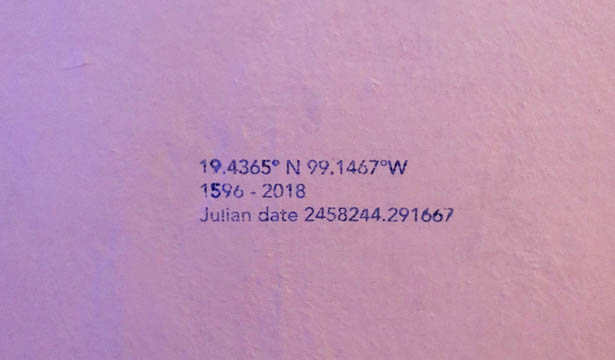 19.4365° N 99.1467°W
1596 - 2018
Julian date 2458244.291667